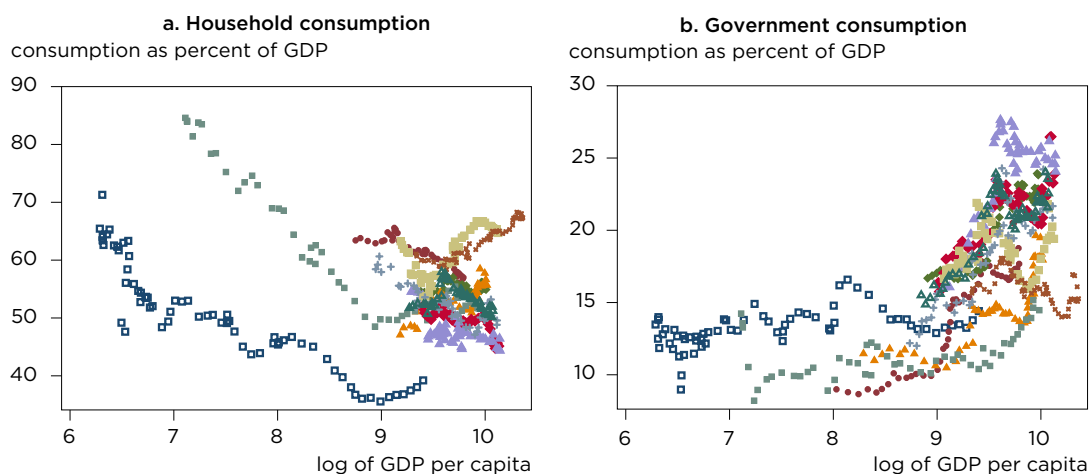 a. Household consumption
consumption as percent of GDP
90
80
70
60
50
40
6 7 8 9 10
log of GDP per capita
b. Government consumption
consumption as percent of GDP
30
25
20
15
10
6 7 8 9 10
log of GDP per capita